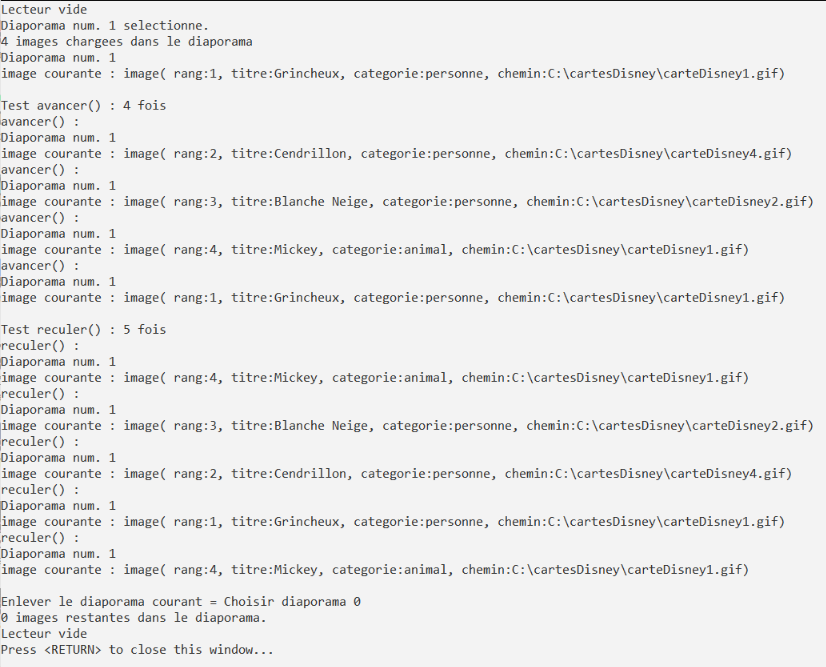 Lecteur vide
Diaporama num. 1 selectionne.
4 images chargees dans le diaporama
Diaporama num. 1
image courante : image( rang:1, titre:Grincheux, categorie:personne, chemin:C:\cartesDisney\carteDisney1.gif)

Test avancer() : 4 fois
avancer() :
Diaporama num. 1
image courante : image( rang:2, titre:Cendrillon, categorie:personne, chemin:C:\cartesDisney\carteDisney4.gif)
avancer() :
Diaporama num. 1
image courante : image( rang:3, titre:Blanche Neige, categorie:personne, chemin:C:\cartesDisney\carteDisney2.gif)
avancer() :
Diaporama num. 1
image courante : image( rang:4, titre:Mickey, categorie:animal, chemin:C:\cartesDisney\carteDisney1.gif)
avancer() :
Diaporama num. 1
image courante : image( rang:1, titre:Grincheux, categorie:personne, chemin:C:\cartesDisney\carteDisney1.gif)

Test reculer() : 5 fois
reculer() :
Diaporama num. 1
image courante : image( rang:4, titre:Mickey, categorie:animal, chemin:C:\cartesDisney\carteDisney1.gif)
reculer() :
Diaporama num. 1
image courante : image( rang:3, titre:Blanche Neige, categorie:personne, chemin:C:\cartesDisney\carteDisney2.gif)
reculer() :
Diaporama num. 1
image courante : image( rang:2, titre:Cendrillon, categorie:personne, chemin:C:\cartesDisney\carteDisney4.gif)
reculer() :
Diaporama num. 1
image courante : image( rang:1, titre:Grincheux, categorie:personne, chemin:C:\cartesDisney\carteDisney1.gif)
reculer() :
Diaporama num. 1
image courante : image( rang:4, titre:Mickey, categorie:animal, chemin:C:\cartesDisney\carteDisney1.gif)

Enlever le diaporama courant = Choisir diaporama 0
0 images restantes dans le diaporama.
Lecteur vide
Press <RETURN> to close this window...